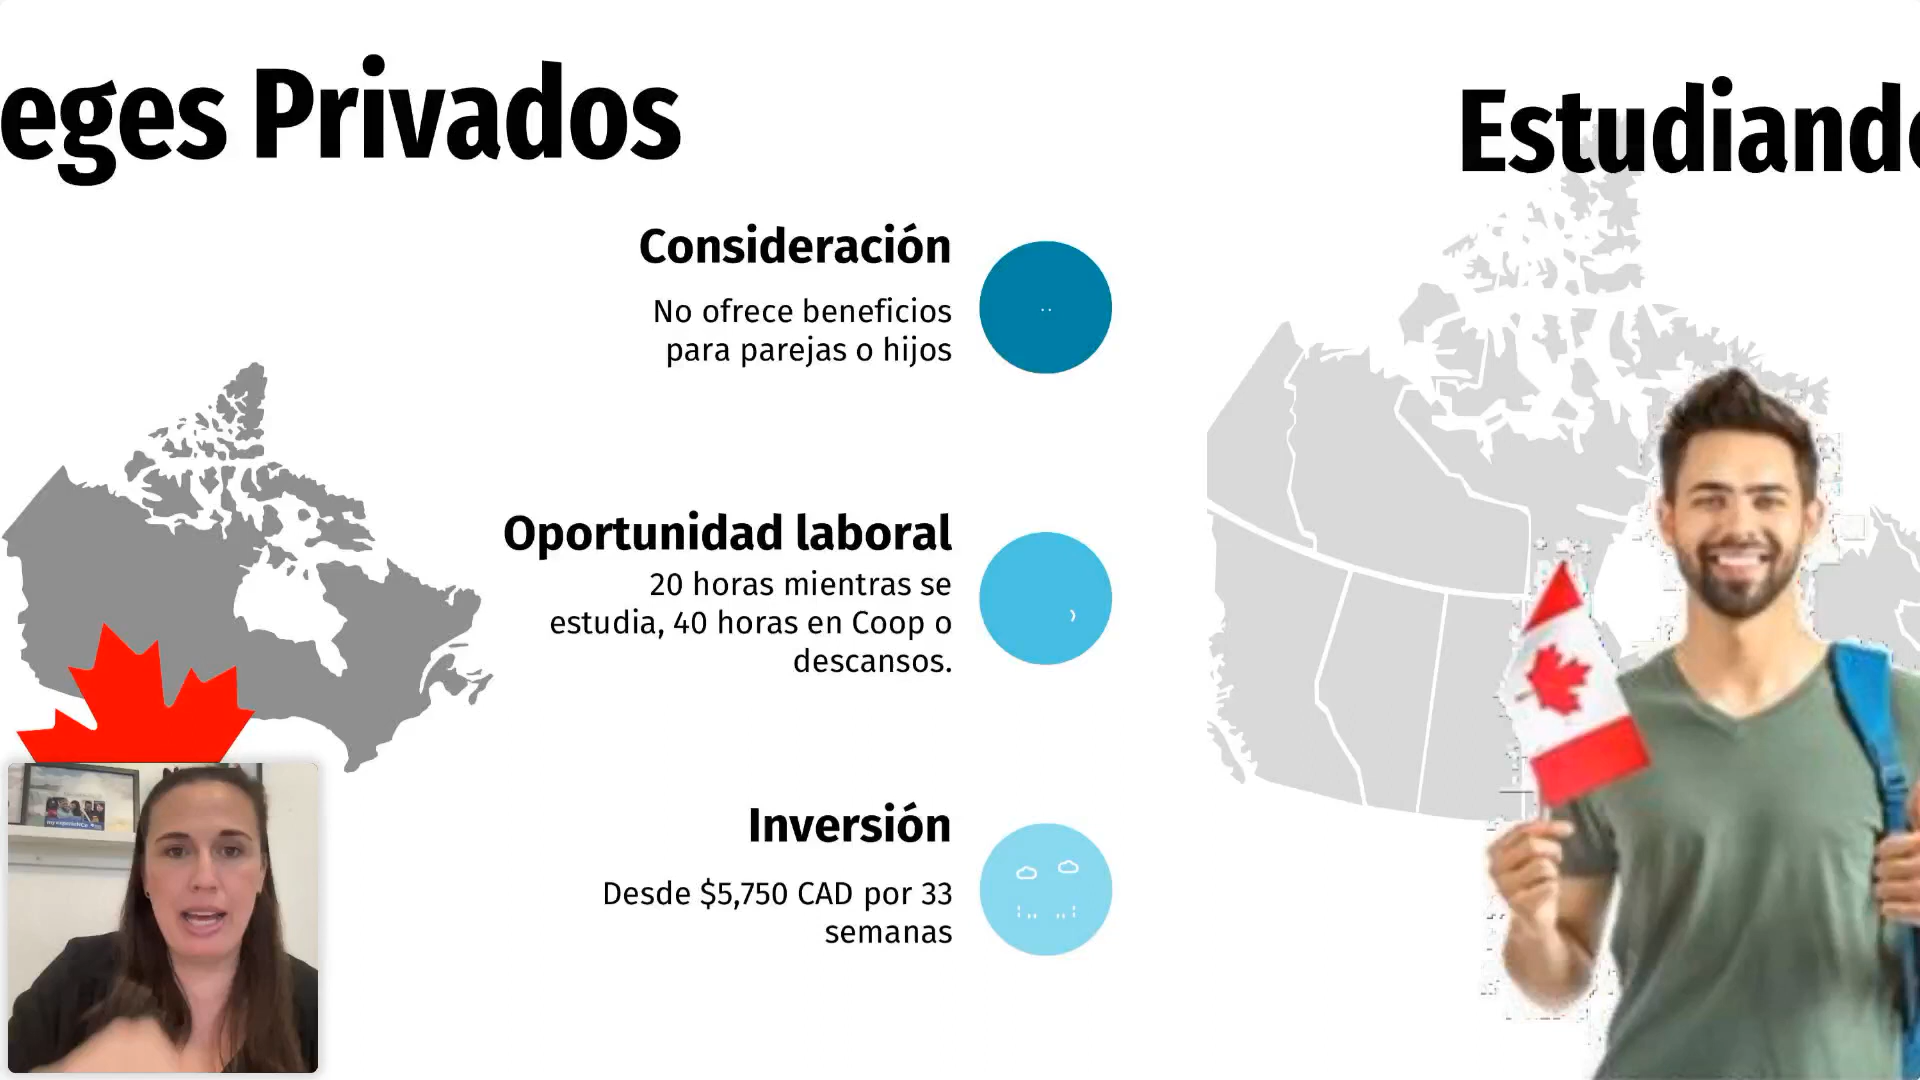 eges Privados
Estudiando
Consideración
No ofrece beneficios
para parejas o hijos
Oportunidad laboral
20 horas mientras se
estudia, 40 horas en Coop o
descansos.
Inversión
Desde $5,750 CAD por 33
semanas